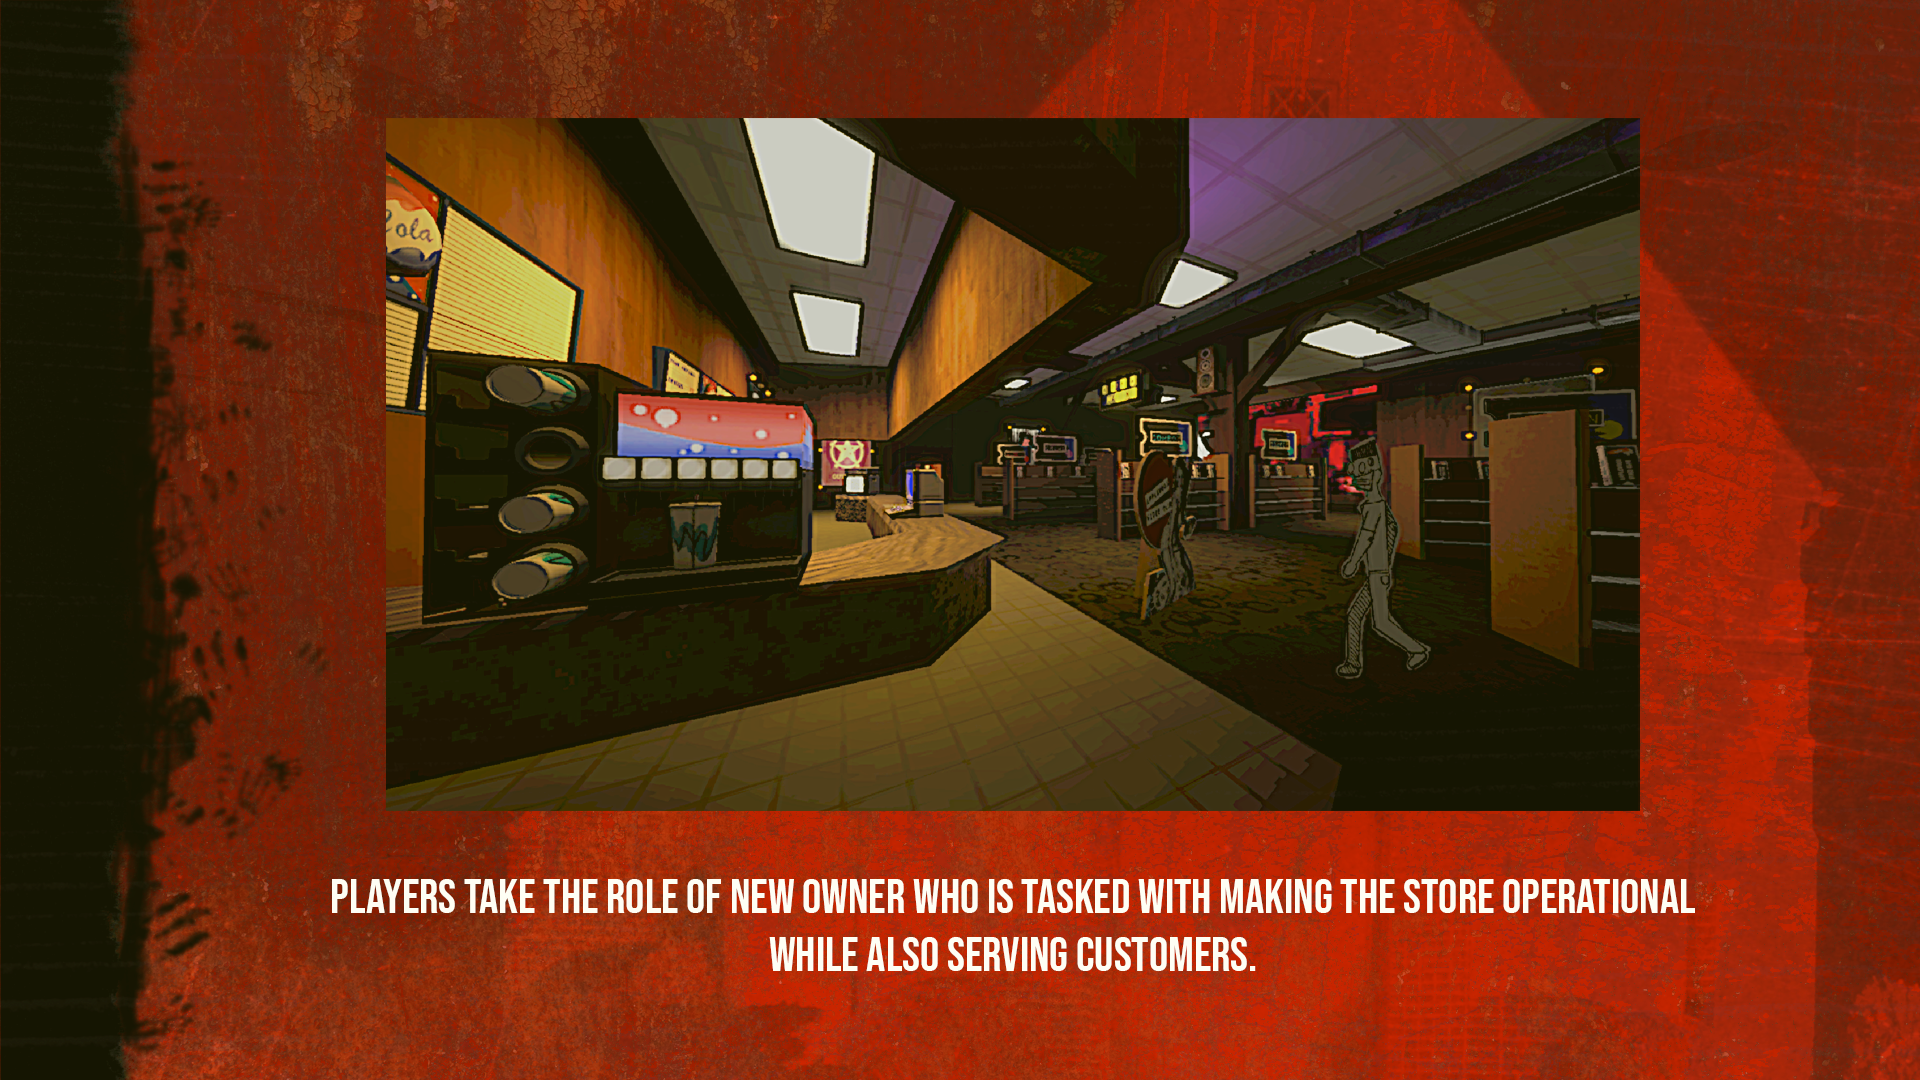 ola
PLAYERS TAKE THE ROLE OF NEW OWNER WHO IS TASKED WITH MAKING THE STORE OPERATIONAL
WHILE ALSO SERVING CUSTOMERS.